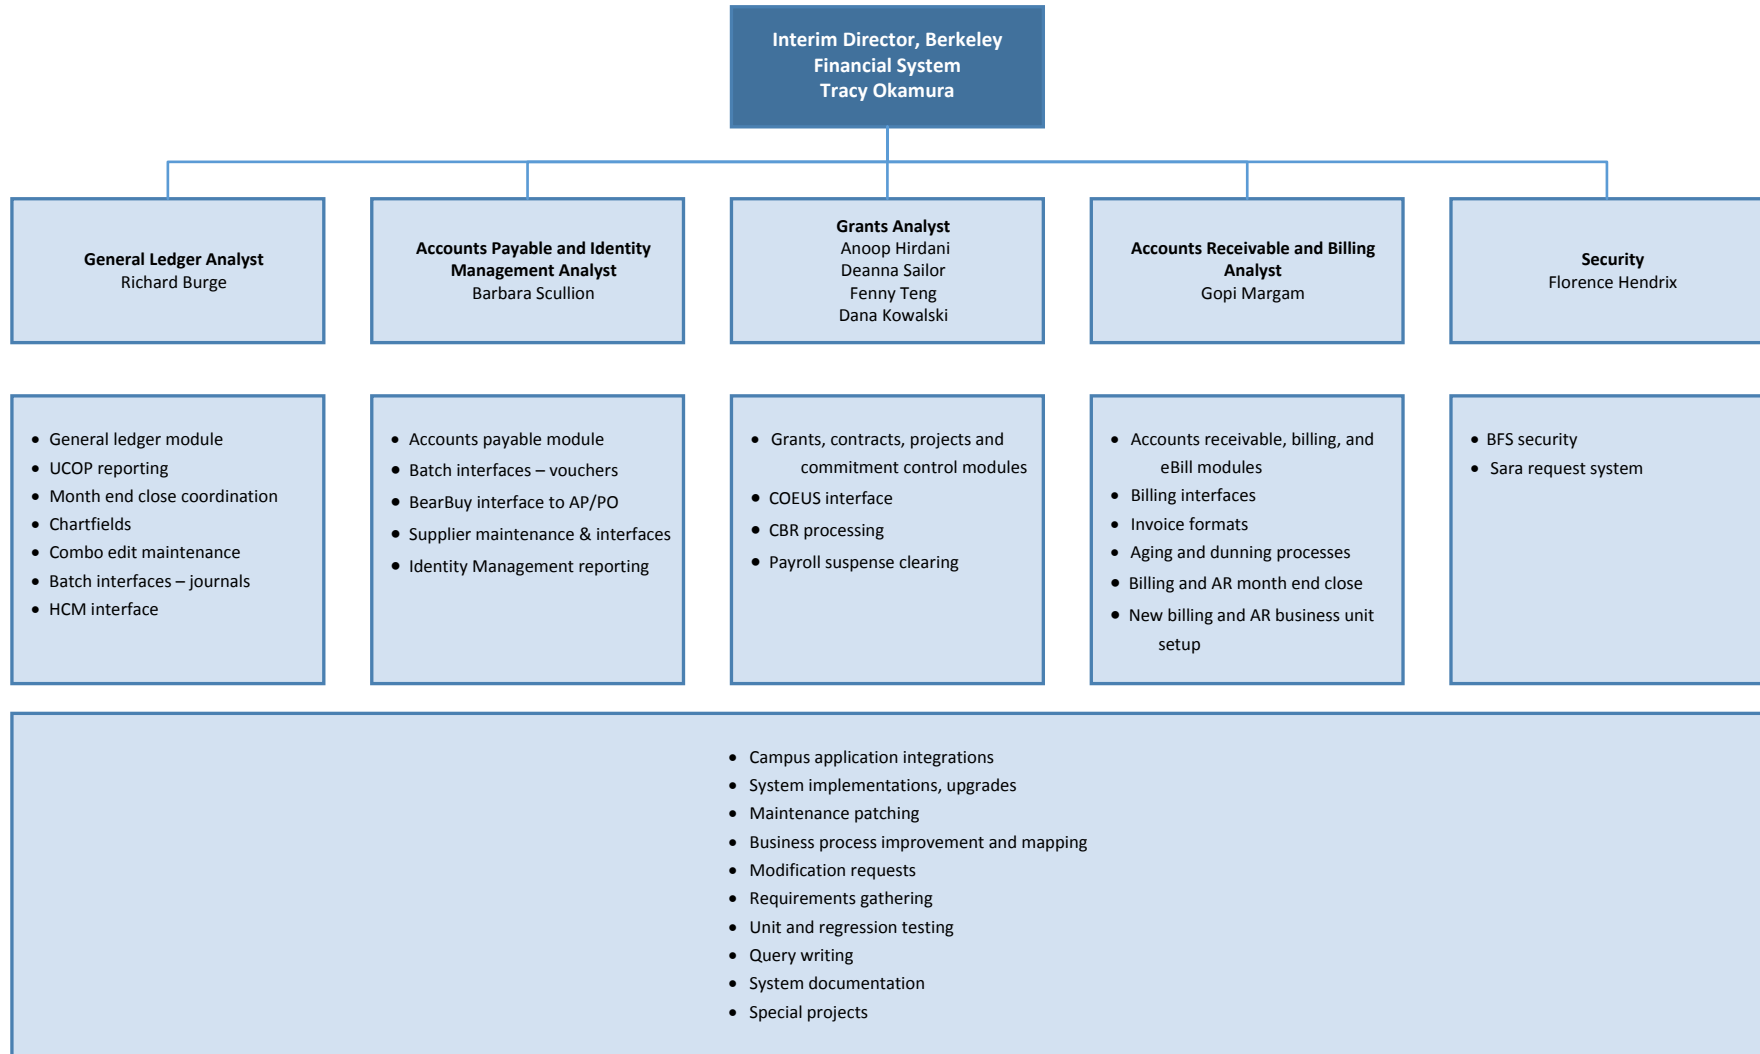 Interim Director, Berkeley
Financial System
Tracy Okamura
General Ledger Analyst
Richard Burge
Accounts Payable and Identity
Management Analyst
Barbara Scullion
Grants Analyst
Anoop Hirdani
Deanna Sailor
Fenny Teng
Dana Kowalski
Accounts Receivable and Billing
Analyst
Gopi Margam
Security
Florence Hendrix
• General ledger module
• UCOP reporting
• Month end close coordination
• Chartfields
• Combo edit maintenance
• Batch interfaces – journals
• HCM interface
• Accounts payable module
• Batch interfaces – vouchers
• BearBuy interface to AP/PO
• Supplier maintenance & interfaces
• Identity Management reporting
• Grants, contracts, projects and
commitment control modules
• COEUS interface
• CBR processing
• Payroll suspense clearing
• Accounts receivable, billing, and
eBill modules
• Billing interfaces
• Invoice formats
• Aging and dunning processes
• Billing and AR month end close
• New billing and AR business unit
setup
• BFS security
• Sara request system
• Campus application integrations
• System implementations, upgrades
• Maintenance patching
• Business process improvement and mapping
• Modification requests
• Requirements gathering
• Unit and regression testing
• Query writing
• System documentation
• Special projects